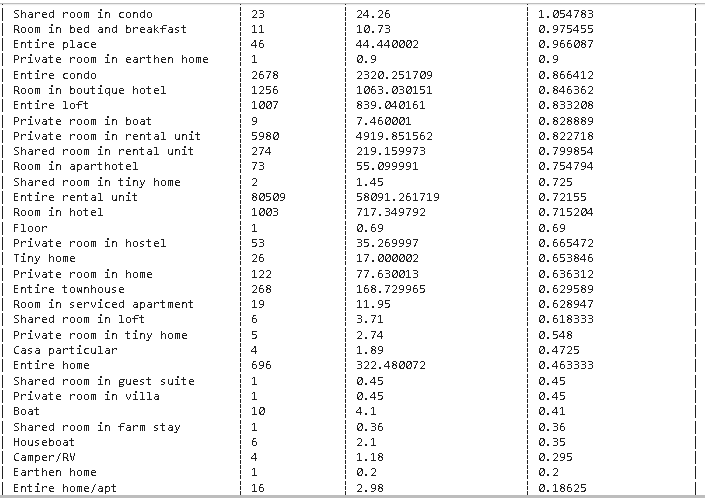 | Shared room in condo | 23 | 24.26 | 1.054783 |
| Room in bed and breakfast | 11 | 10.73 | 0.975455 |
| Entire place | 46 | 44.440002 | 0.966087 |
| Private room in earthen home | 1 | 0.9 | 0.9 |
| Entire condo | 2678 | 2320.251709 | 0.866412 |
| Room in boutique hotel | 1256 | 1063.030151 | 0.846362 |
| Entire loft | 1007 | 839.040161 | 0.833208 |
| Private room in boat | 9 | 7.460001 | 0.828889 |
| Private room in rental unit | 5980 | 4919.851562 | 0.822718 |
| Shared room in rental unit | 274 | 219.159973 | 0.799854 |
| Room in aparthotel | 73 | 55.099991 | 0.754794 |
| Shared room in tiny home | 2 | 1.45 | 0.725 |
| Entire rental unit | 80509 | 58091.261719 | 0.72155 |
| Room in hotel | 1003 | 717.349792 | 0.715204 |
| Floor | 1 | 0.69 | 0.69 |
| Private room in hostel | 53 | 35.269997 | 0.665472 |
| Tiny home | 26 | 17.000002 | 0.653846 |
| Private room in home | 122 | 77.630013 | 0.636312 |
| Entire townhouse | 268 | 168.729965 | 0.629589 |
| Room in serviced apartment | 19 | 11.95 | 0.628947 |
| Shared room in loft | 6 | 3.71 | 0.618333 |
| Private room in tiny home | 5 | 2.74 | 0.548 |
| Casa particular | 4 | 1.89 | 0.4725 |
| Entire home | 696 | 322.480072 | 0.463333 |
| Shared room in guest suite | 1 | 0.45 | 0.45 |
| Private room in villa | 1 | 0.45 | 0.45 |
| Boat | 10 | 4.1 | 0.41 |
| Shared room in farm stay | 1 | 0.36 | 0.36 |
| Houseboat | 6 | 2.1 | 0.35 |
| Camper/RV | 4 | 1.18 | 0.295 |
| Earthen home | 1 | 0.2 | 0.2 |
| Entire home/apt | 16 | 2.98 | 0.18625 |